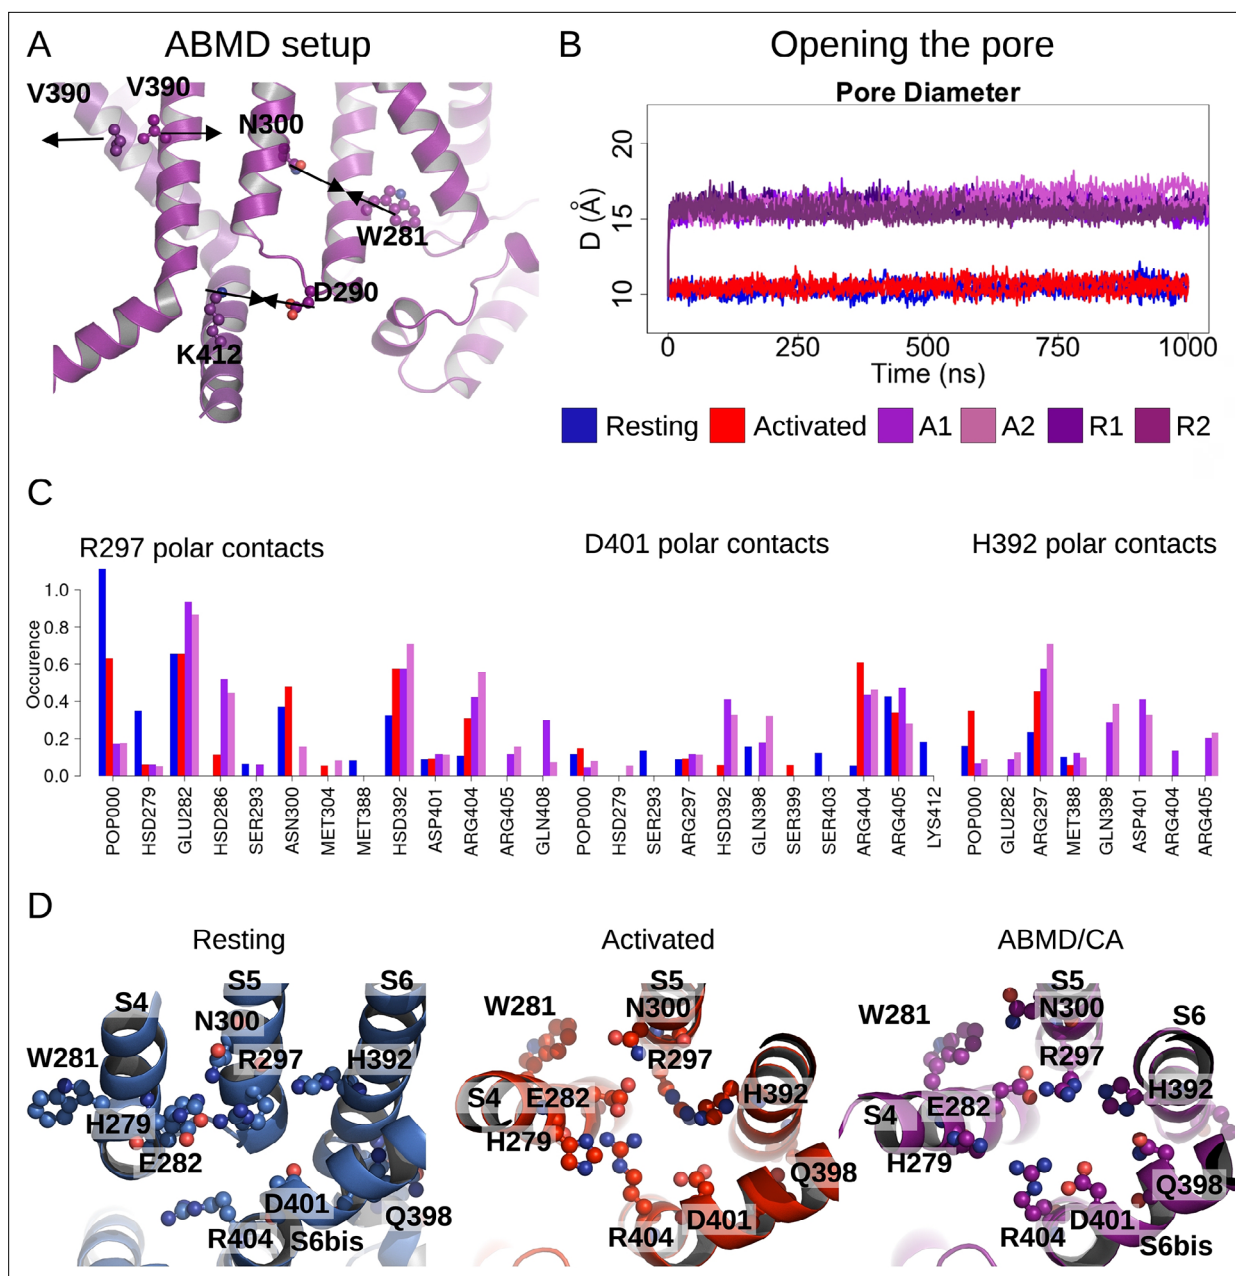 A
ABMD setup
V390
V390
N300
W281
D290
K412
B
Opening the pore
Pore Diameter
D (Å)
20
15
10
0
250
500
750
1000
Time (ns)
Resting
Activated
A1
A2
R1
R2
C
R297 polar contacts
D401 polar contacts
H392 polar contacts
Occurence
1.0
0.8
0.6
0.4
0.2
0.0
POP000
HSD279
GLU282
HSD286
SER293
ASN300
MET304
MET388
HSD392
ASP401
ARG404
ARG405
GLN408
POP000
HSD279
SER293
ARG297
HSD392
GLN398
SER399
SER403
ARG404
ARG405
LYS412
POP000
GLU282
ARG297
MET388
GLN398
ASP401
ARG404
ARG405
D
Resting
S4
S5
S6
N300
W281
R297
H392
H279
E282
D401
Q398
R404
S6bis
Activated
S5
W281
N300
R297
S4
E282
H392
H279
Q398
D401
R404
ABMD/CA
S5
W281
N300
S6
R297
H392
S4
E282
H279
Q398
D401
R404
S6bis